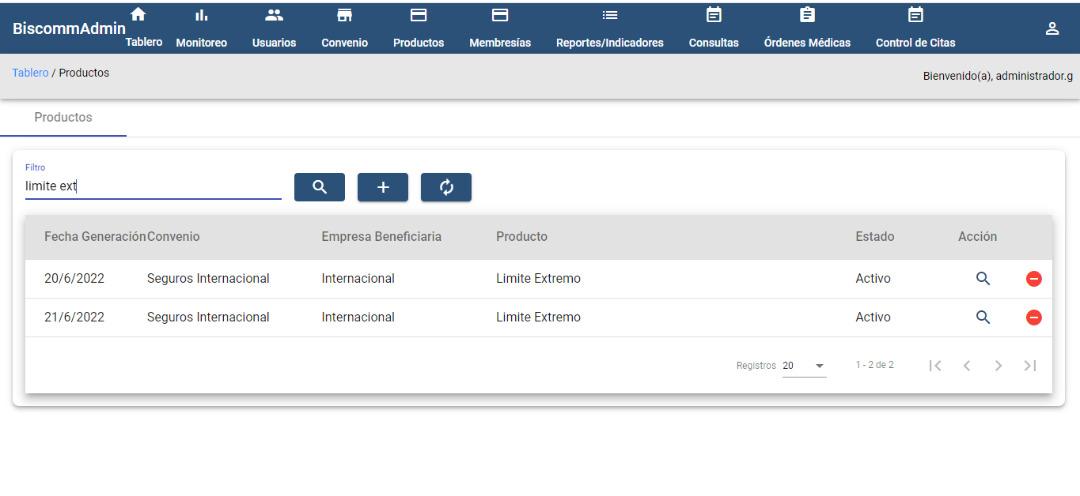 BiscommAdmin
Tablero Monitoreo Usuarios Convenio Productos Membresías Reportes/Indicadores Consultas Órdenes Médicas Control de Citas
Tablero / Productos
Bienvenido(a), administrador.g
Productos
Filtro
limite ext
Fecha Generación Convenio Empresa Beneficiaria Producto Estado Acción
20/6/2022 Seguros Internacional Internacional Limite Extremo Activo
21/6/2022 Seguros Internacional Internacional Limite Extremo Activo
Registros 20 1 - 2 de 2